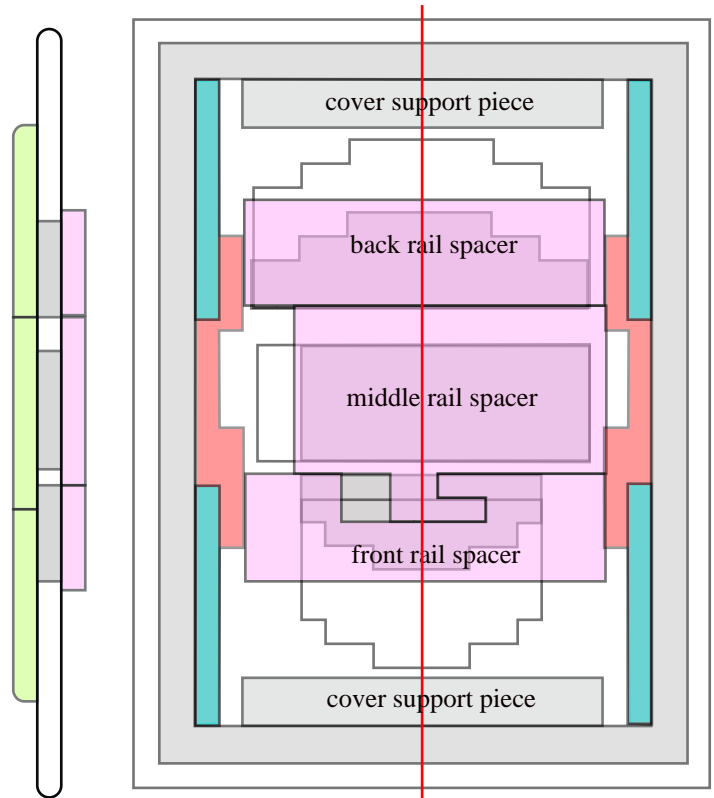 cover support piece
back rail spacer
middle rail spacer
front rail spacer
cover support piece